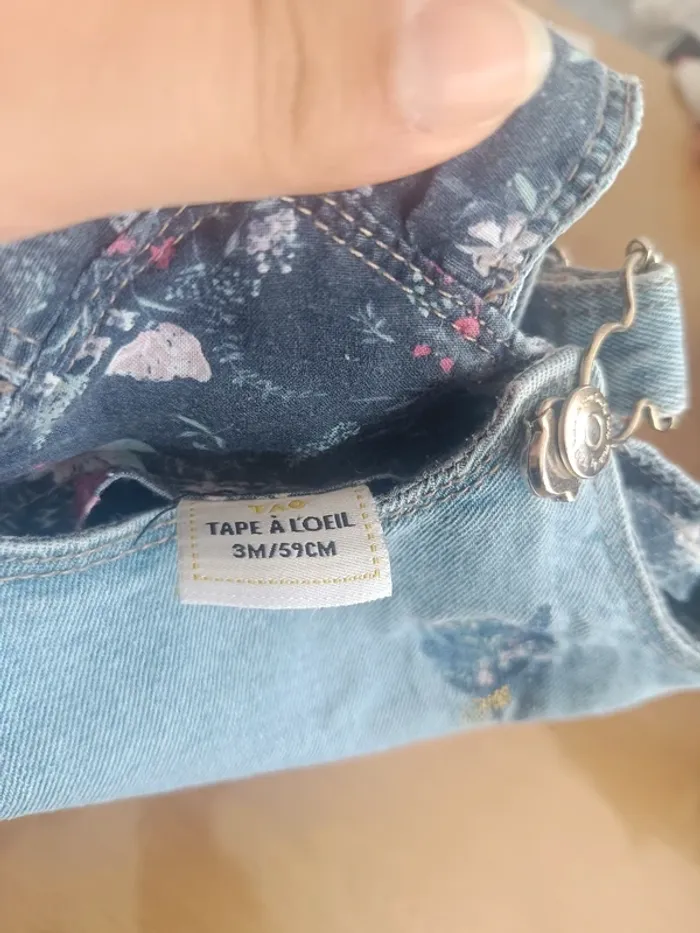 TAO
TAPE À L'OEIL
3M/59CM